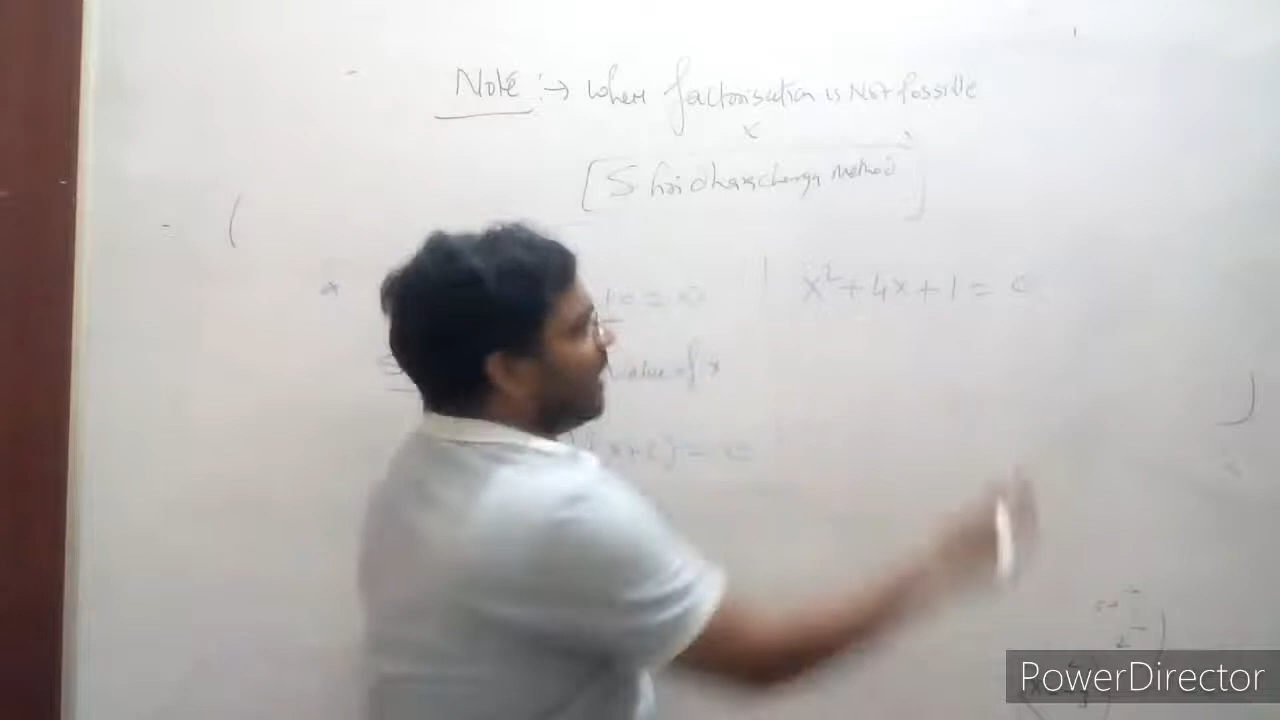 Note :→ When factorisation is Not Possible
x
[Shridharacharya Method]
= 0 | x² + 4x + 1 = 0
value of x
x+2) = 0
PowerDirector